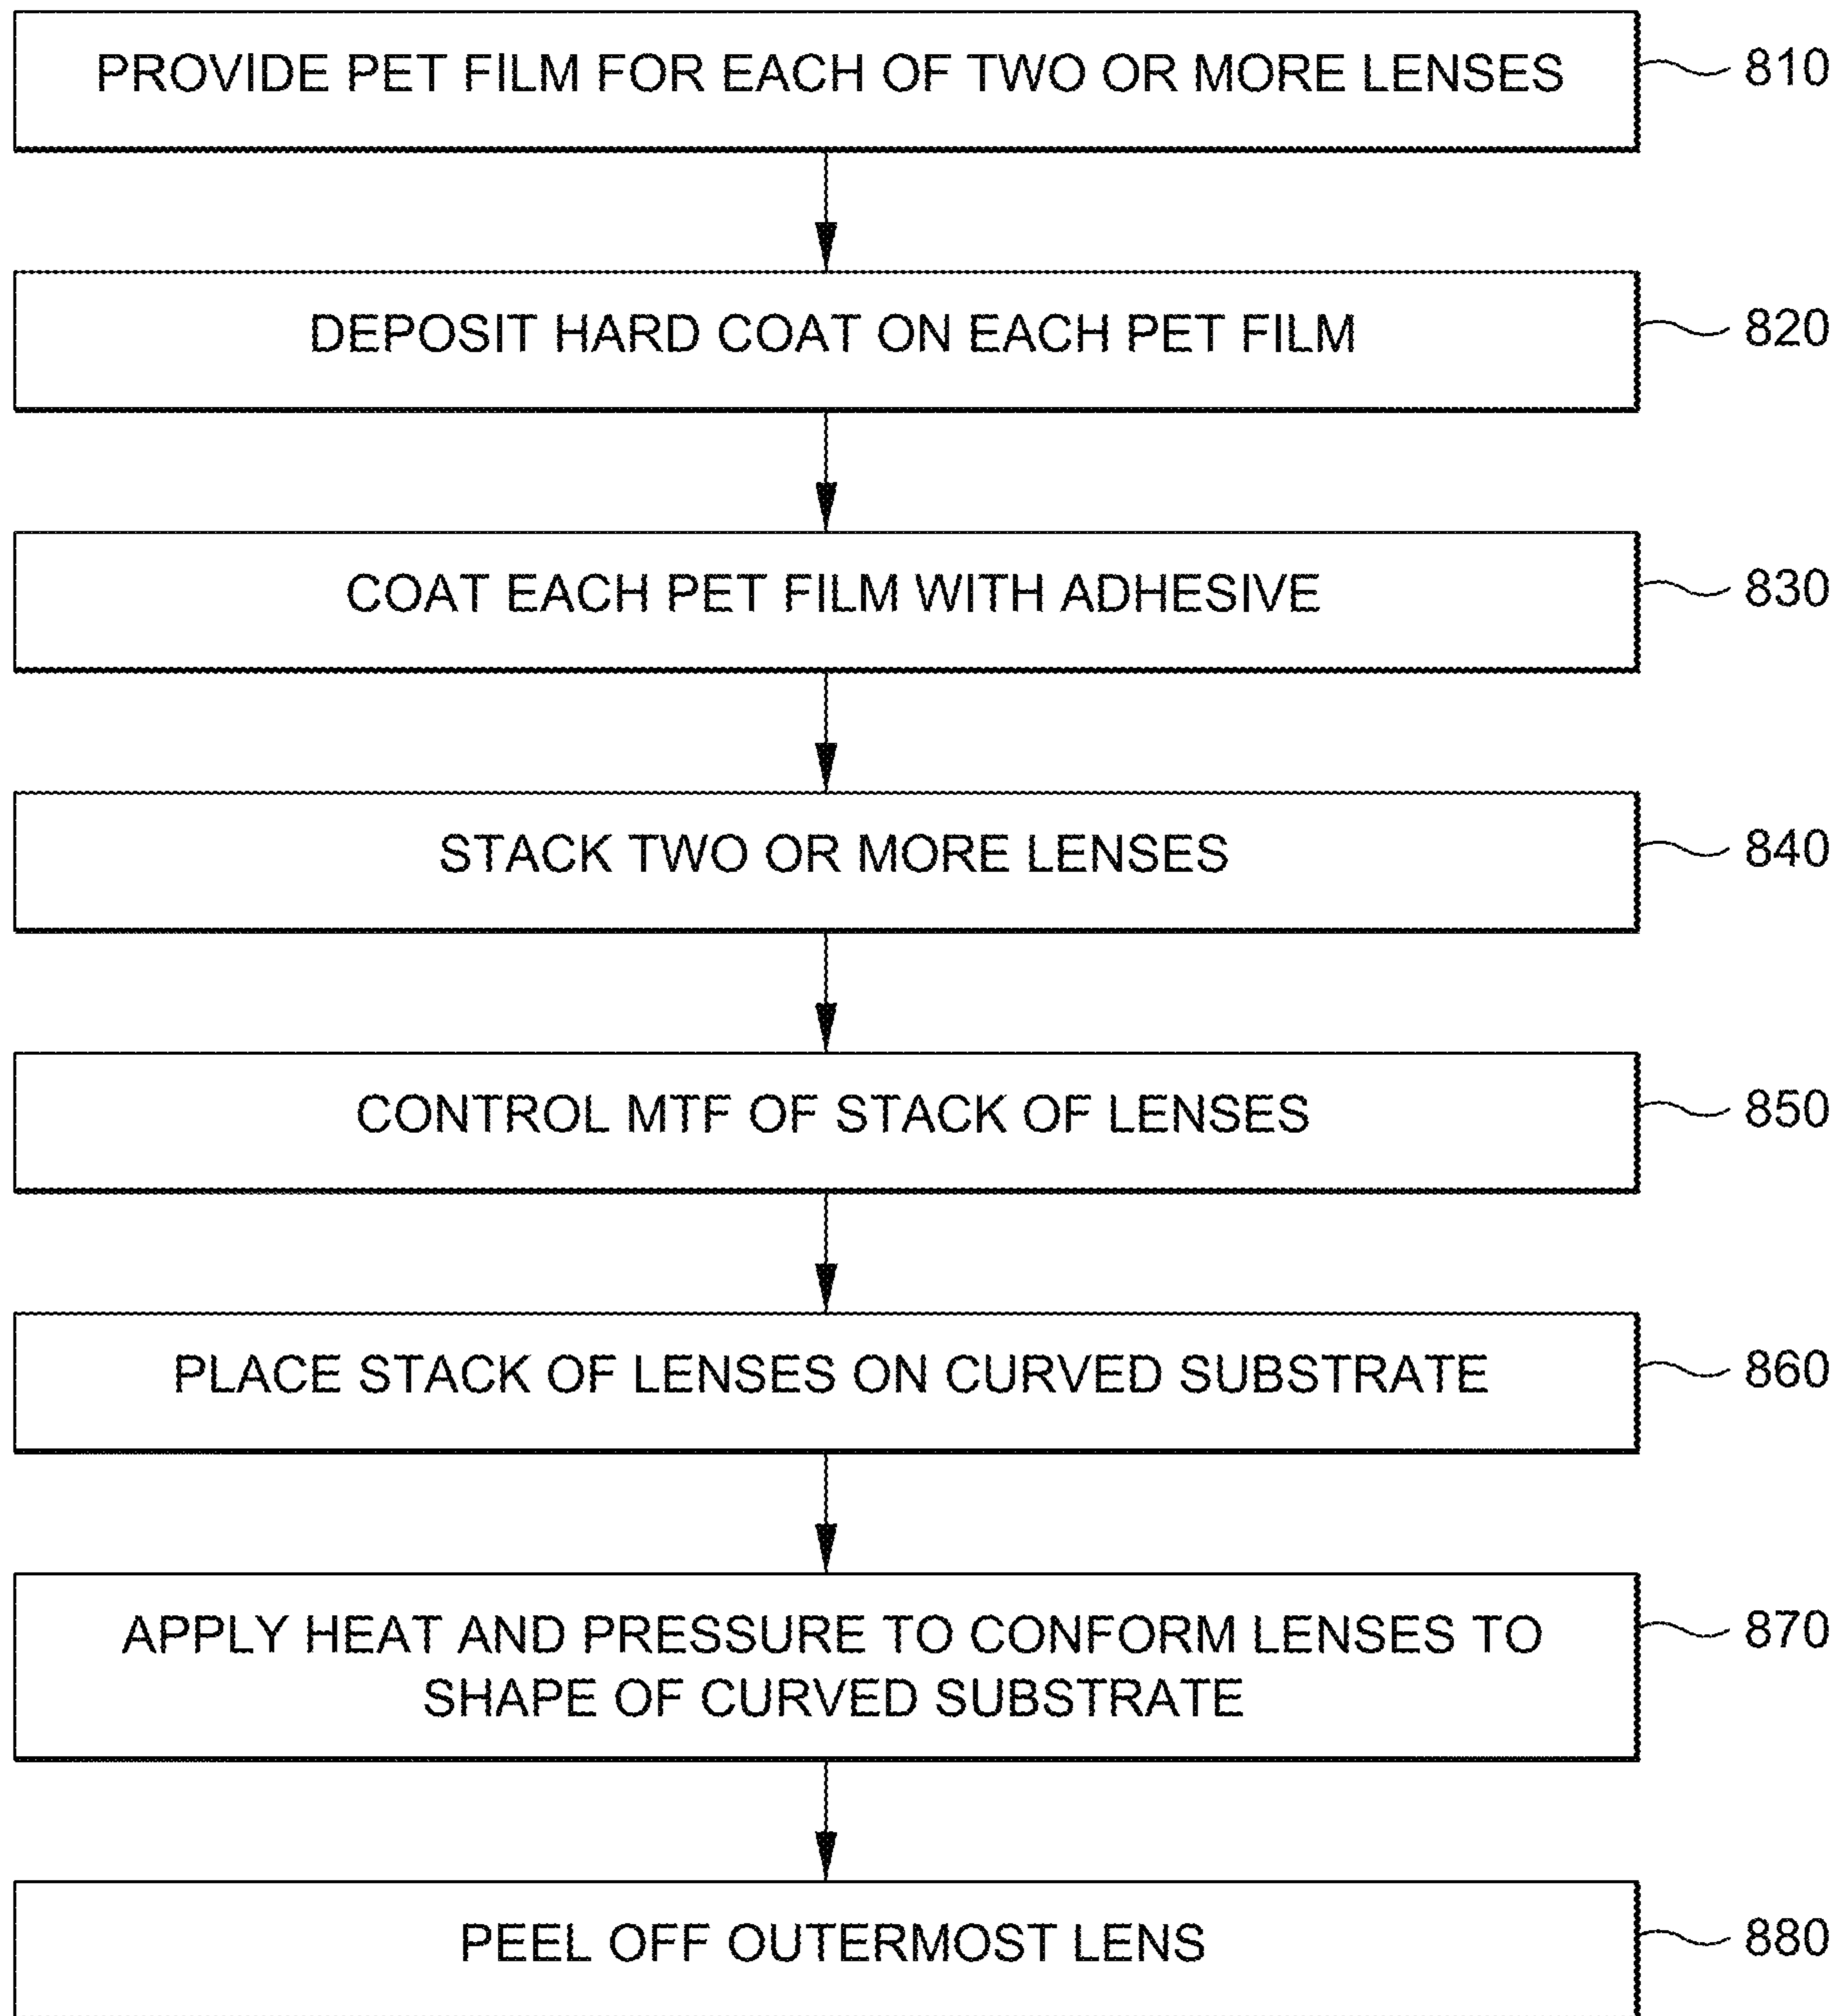 PROVIDE PET FILM FOR EACH OF TWO OR MORE LENSES 810
DEPOSIT HARD COAT ON EACH PET FILM 820
COAT EACH PET FILM WITH ADHESIVE 830
STACK TWO OR MORE LENSES 840
CONTROL MTF OF STACK OF LENSES 850
PLACE STACK OF LENSES ON CURVED SUBSTRATE 860
APPLY HEAT AND PRESSURE TO CONFORM LENSES TO 870
SHAPE OF CURVED SUBSTRATE
PEEL OFF OUTERMOST LENS 880